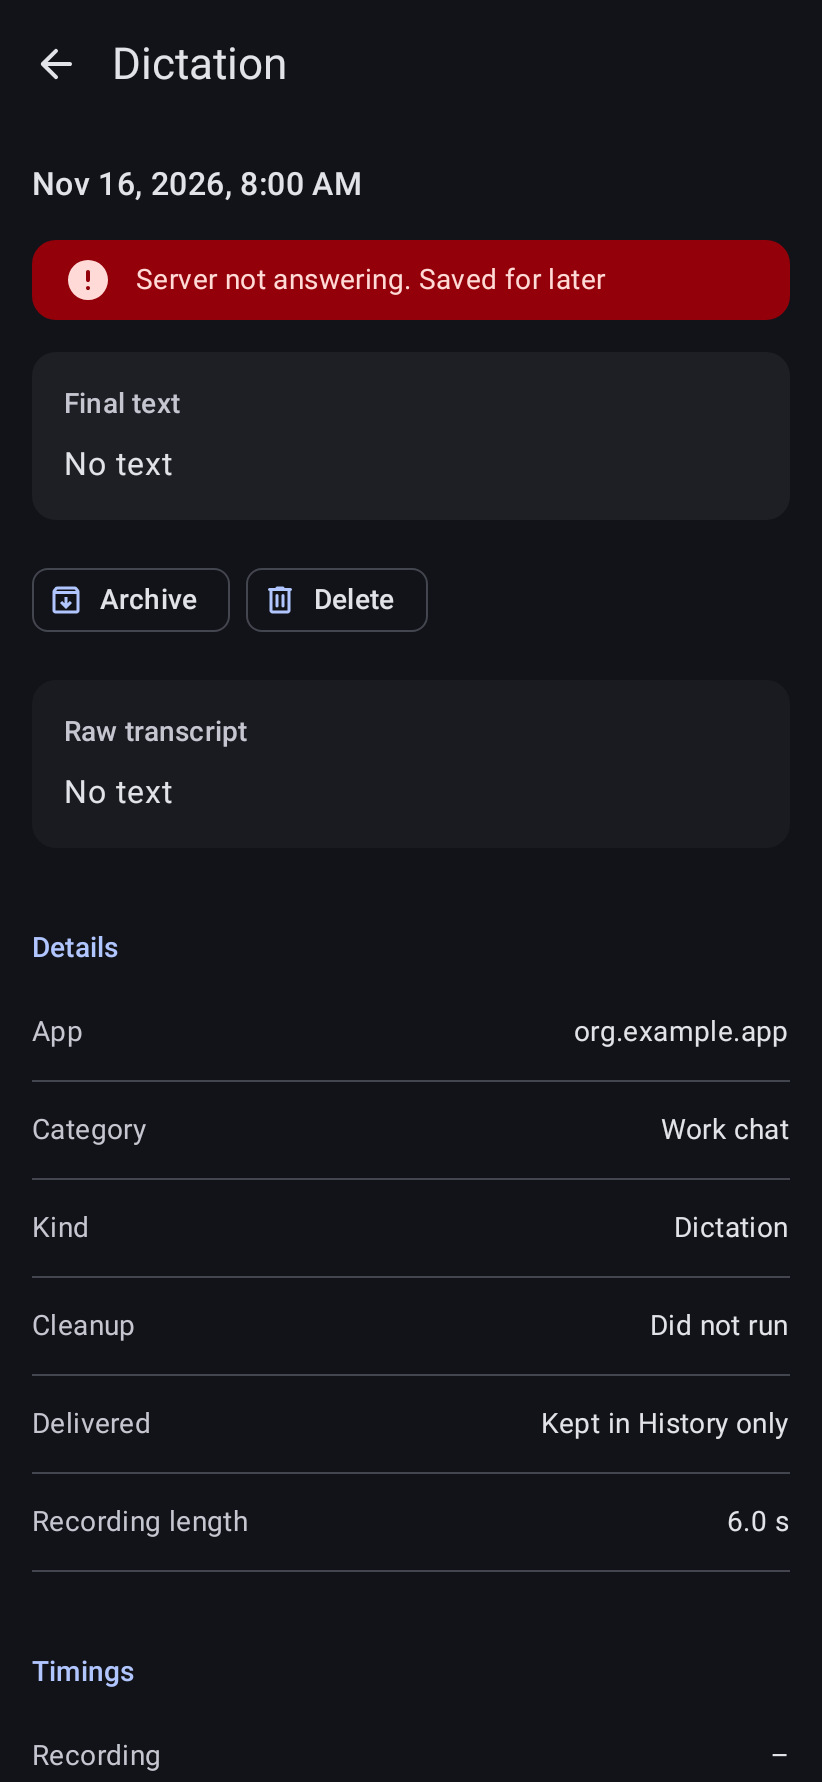 Dictation
Nov 16, 2026, 8:00 AM
Server not answering. Saved for later
Final text
No text
Archive Delete
Raw transcript
No text
Details
App org.example.app
Category Work chat
Kind Dictation
Cleanup Did not run
Delivered Kept in History only
Recording length 6.0 s
Timings
Recording –